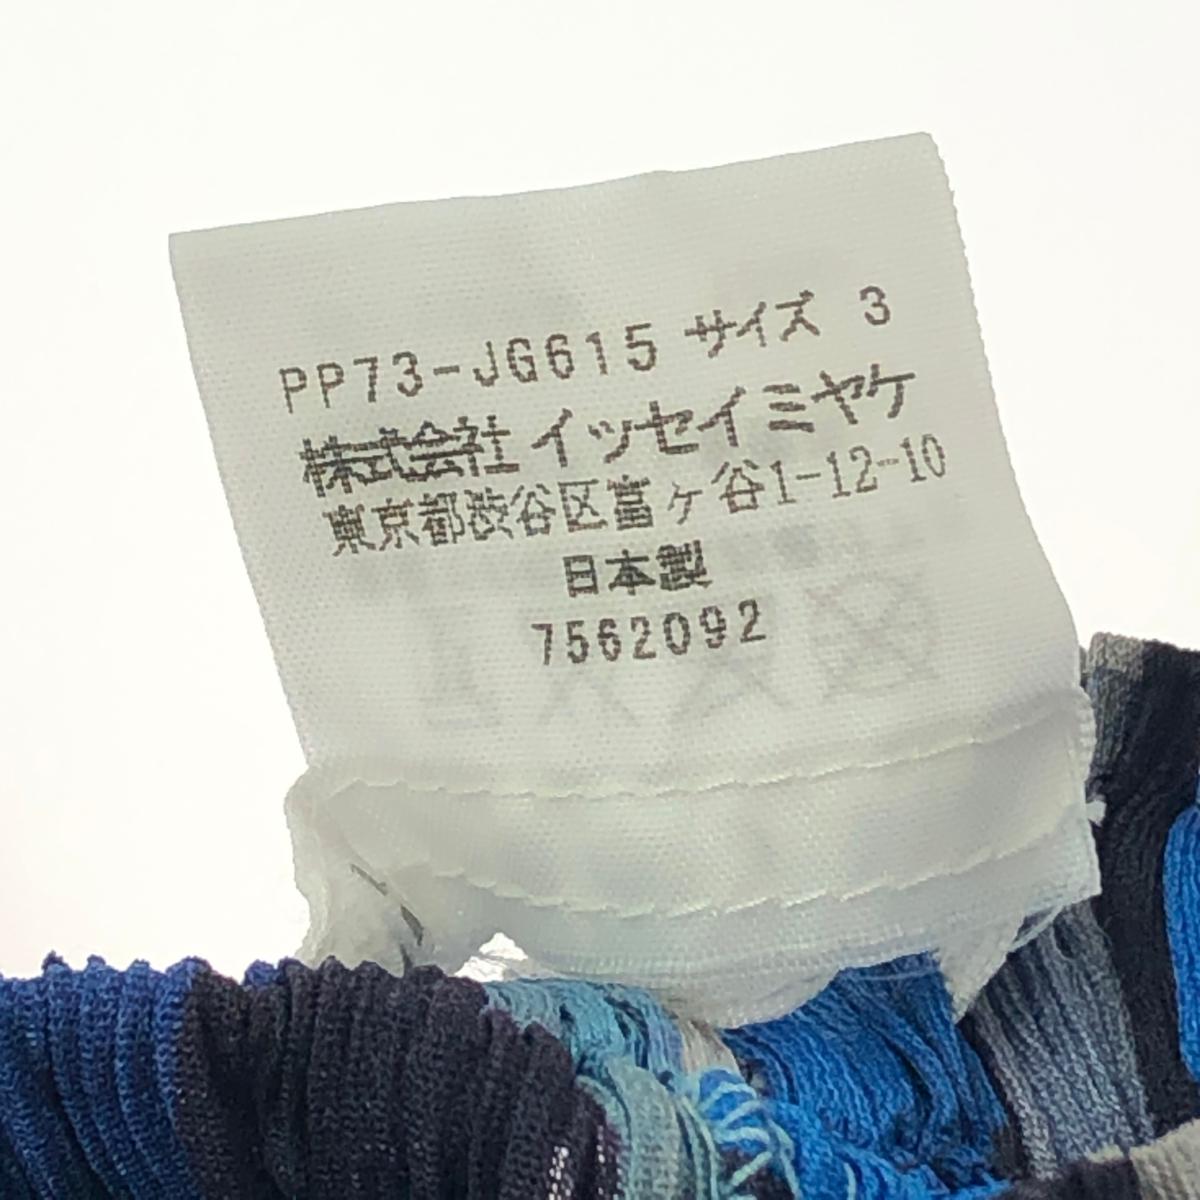 PP73-JG615 サイズ 3
株式会社 イッセイミヤケ
東京都渋谷区富ヶ谷1-12-10
日本製
7562092